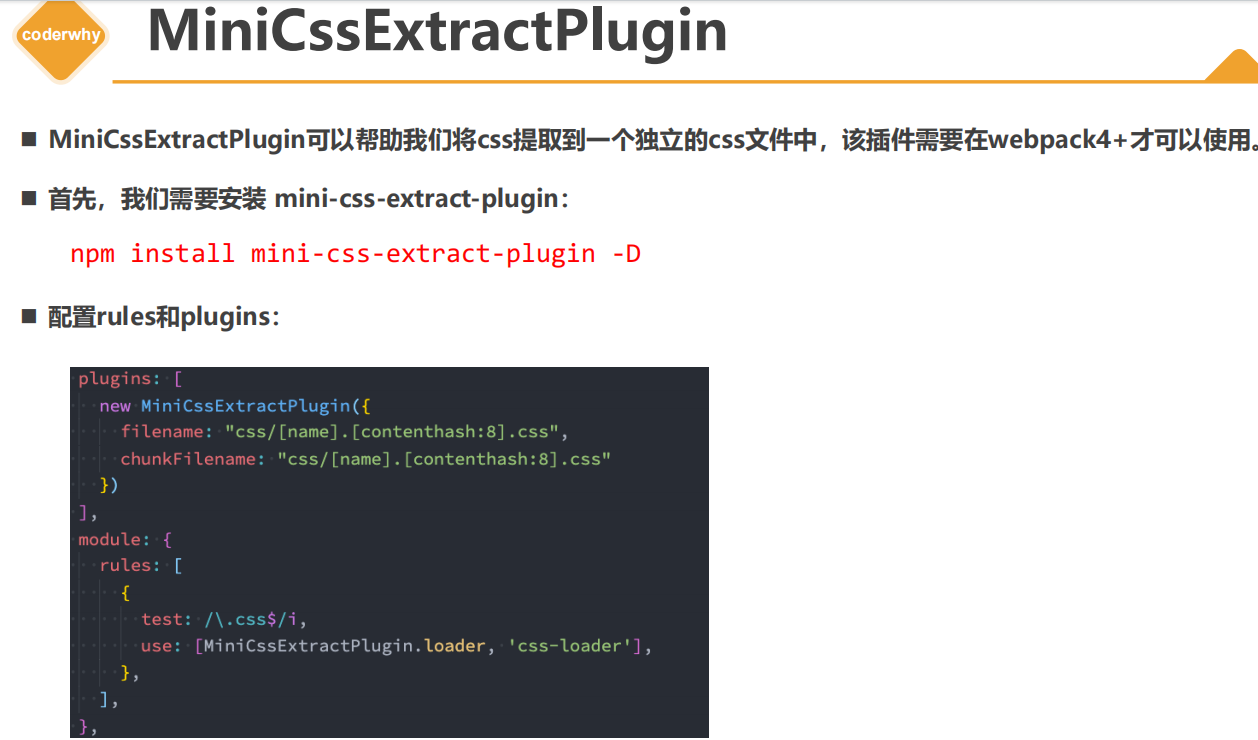 coderwhy
MiniCssExtractPlugin
MiniCssExtractPlugin可以帮助我们将css提取到一个独立的css文件中，该插件需要在webpack4+才可以使用。
首先，我们需要安装 mini-css-extract-plugin：
npm install mini-css-extract-plugin -D
配置rules和plugins：
plugins: [
  new MiniCssExtractPlugin({
    filename: "css/[name].[contenthash:8].css",
    chunkFilename: "css/[name].[contenthash:8].css"
  })
],
module: {
  rules: [
    {
      test: /\.css$/i,
      use: [MiniCssExtractPlugin.loader, 'css-loader'],
    },
  ],
},